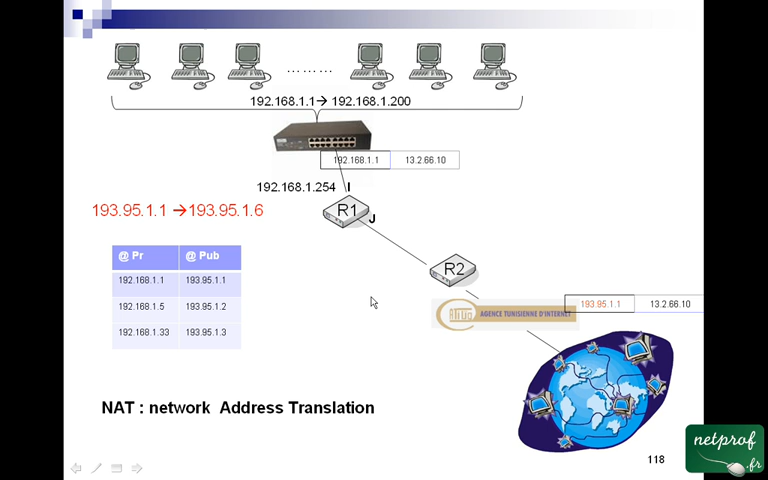 ………
192.168.1.1→ 192.168.1.200
192.168.1.1 13.2.66.10
192.168.1.254 I
R1
193.95.1.1 →193.95.1.6
J
@ Pr @ Pub
192.168.1.1 193.95.1.1
192.168.1.5 193.95.1.2
192.168.1.33 193.95.1.3
R2
193.95.1.1 13.2.66.10
AGENCE TUNISIENNE D'INTERNET
NAT : network Address Translation
118
netprof
.fr